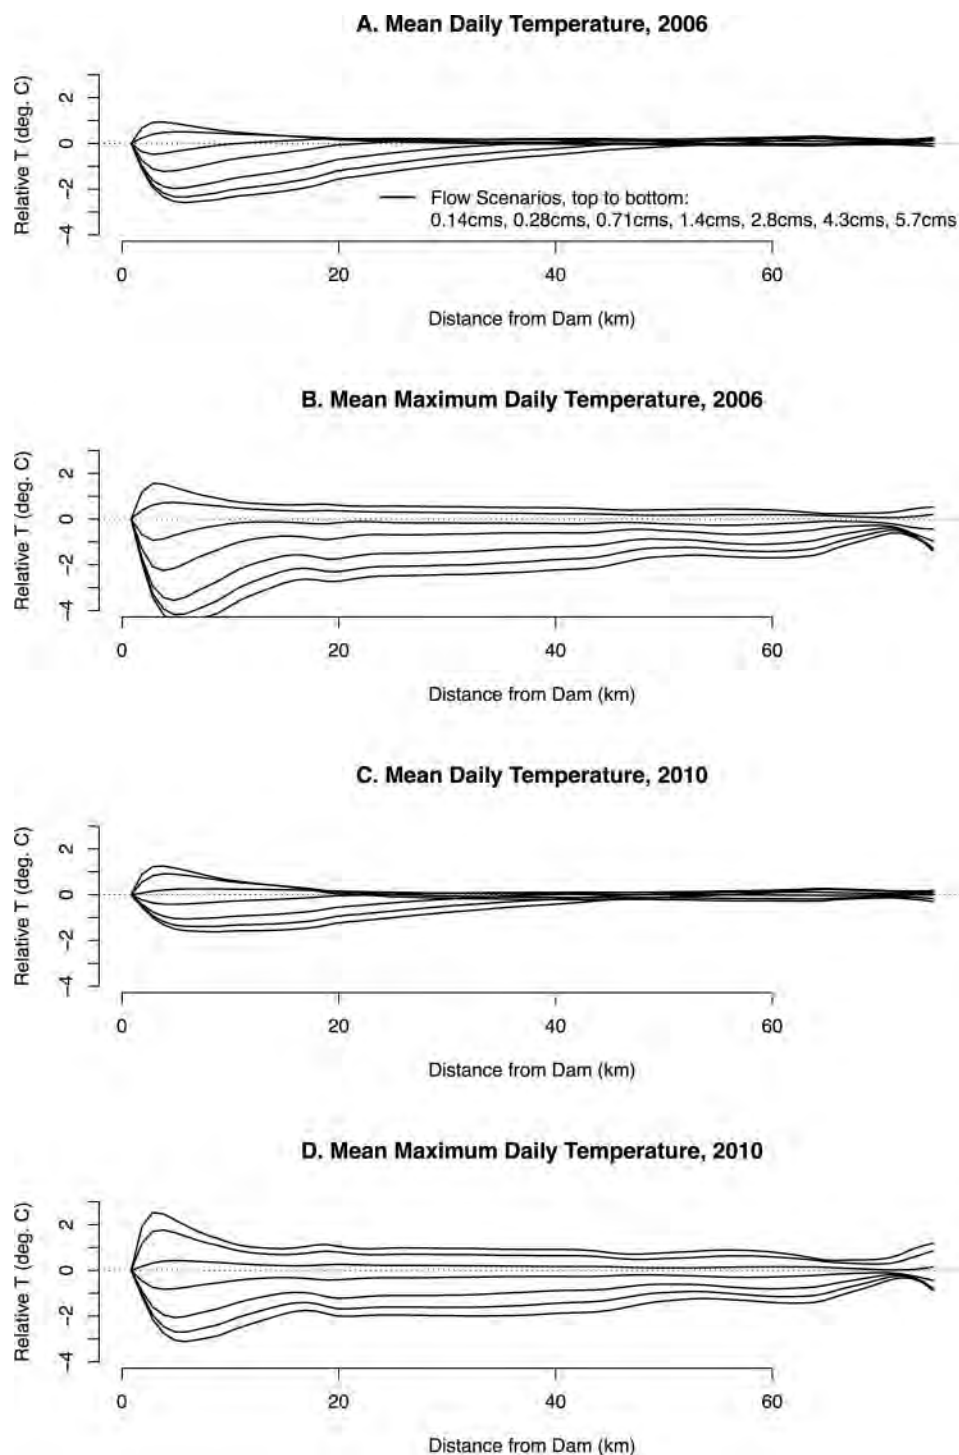 A. Mean Daily Temperature, 2006
Relative T (deg. C)
2
0
−2
−4
Flow Scenarios, top to bottom:
0.14cms, 0.28cms, 0.71cms, 1.4cms, 2.8cms, 4.3cms, 5.7cms
0 20 40 60
Distance from Dam (km)
B. Mean Maximum Daily Temperature, 2006
Relative T (deg. C)
2
0
−2
−4
0 20 40 60
Distance from Dam (km)
C. Mean Daily Temperature, 2010
Relative T (deg. C)
2
0
−2
−4
0 20 40 60
Distance from Dam (km)
D. Mean Maximum Daily Temperature, 2010
Relative T (deg. C)
2
0
−2
−4
0 20 40 60
Distance from Dam (km)